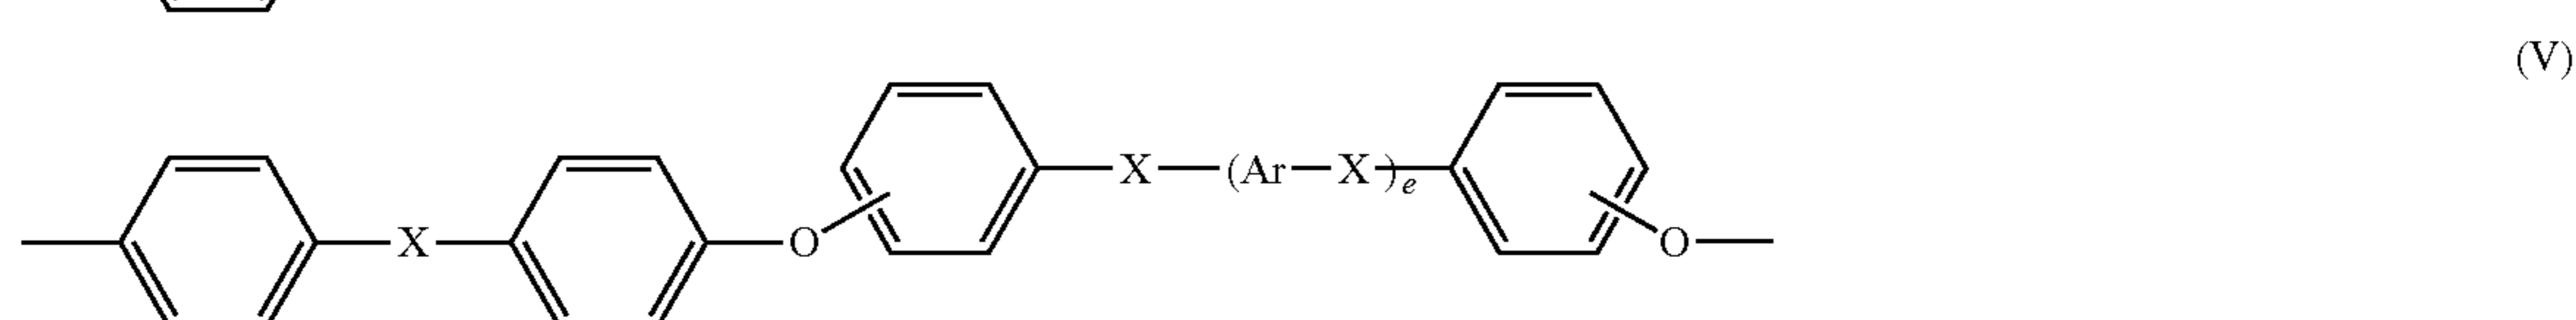 (V)
X—(Ar—X)e
X O O